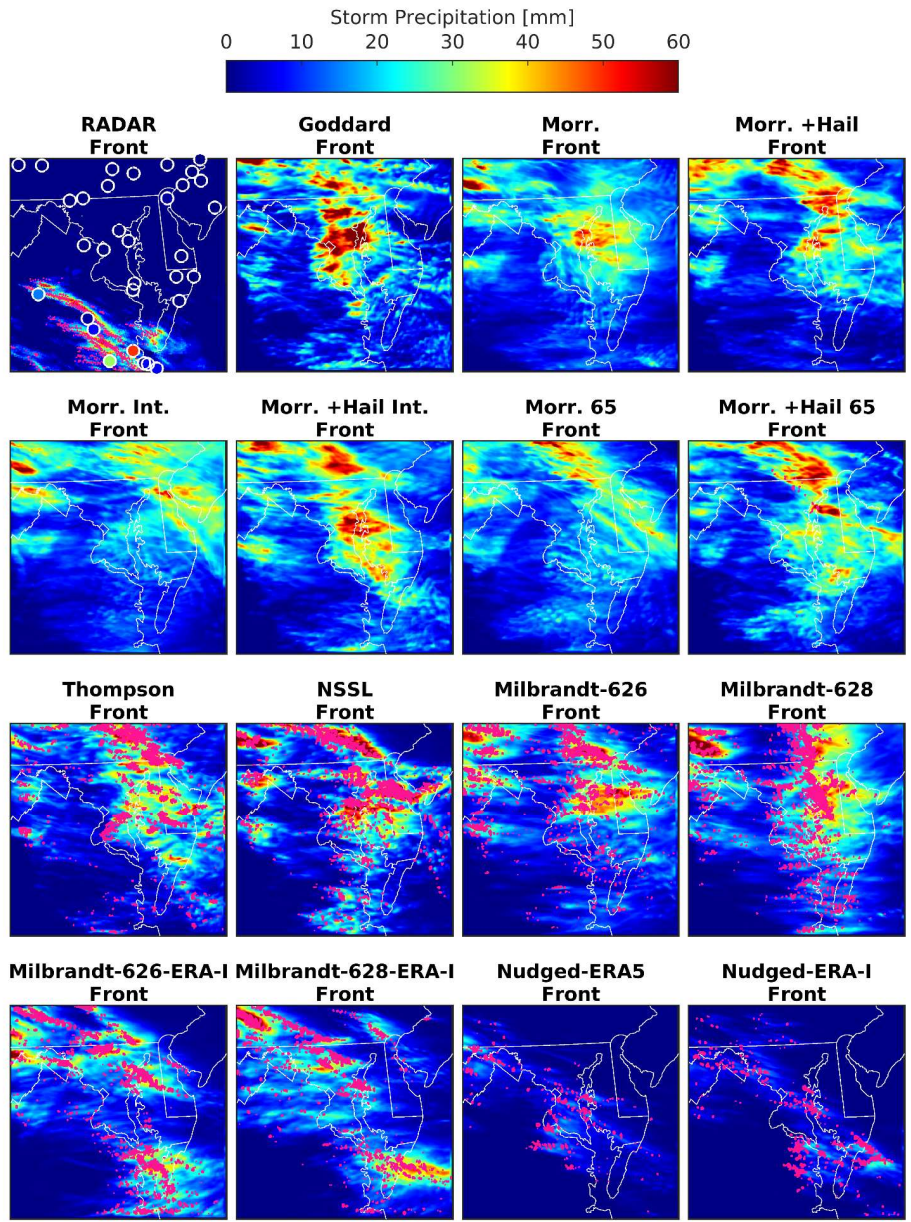 Storm Precipitation [mm]
0 10 20 30 40 50 60
RADAR
Front
Goddard
Front
Morr.
Front
Morr. +Hail
Front
Morr. Int.
Front
Morr. +Hail Int.
Front
Morr. 65
Front
Morr. +Hail 65
Front
Thompson
Front
NSSL
Front
Milbrandt-626
Front
Milbrandt-628
Front
Milbrandt-626-ERA-I
Front
Milbrandt-628-ERA-I
Front
Nudged-ERA5
Front
Nudged-ERA-I
Front